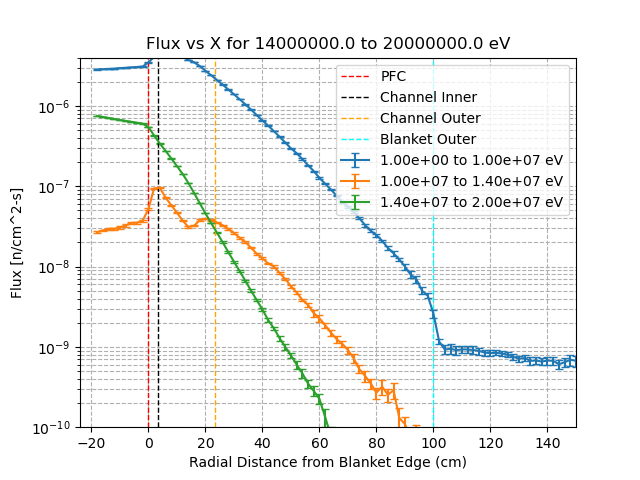 Flux vs X for 14000000.0 to 20000000.0 eV
PFC
Channel Inner
Channel Outer
Blanket Outer
1.00e+00 to 1.00e+07 eV
1.00e+07 to 1.40e+07 eV
1.40e+07 to 2.00e+07 eV
Flux [n/cm^2-s]
10⁻⁶
10⁻⁷
10⁻⁸
10⁻⁹
10⁻¹⁰
−20 0 20 40 60 80 100 120 140
Radial Distance from Blanket Edge (cm)